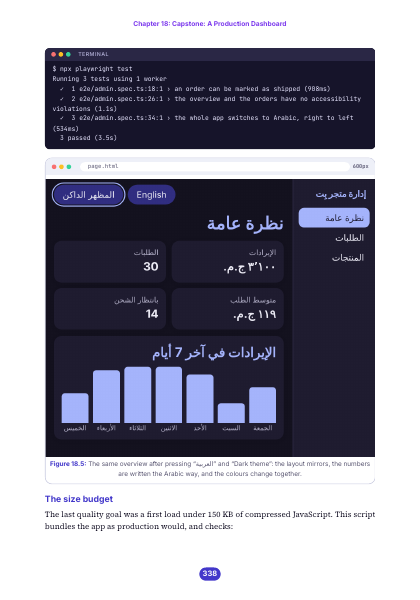 Chapter 18: Capstone: A Production Dashboard
TERMINAL
$ npx playwright test
Running 3 tests using 1 worker
✓ 1 e2e/admin.spec.ts:18:1 › an order can be marked as shipped (908ms)
✓ 2 e2e/admin.spec.ts:26:1 › the overview and the orders have no accessibility
violations (1.1s)
✓ 3 e2e/admin.spec.ts:34:1 › the whole app switches to Arabic, right to left
(534ms)
3 passed (3.5s)
page.html
600px
إدارة متجر بِت
نظرة عامة
الطلبات
المنتجات
English
المظهر الداكن
نظرة عامة
الإيرادات
٣٬١٠٠ ج.م.
الطلبات
30
متوسط الطلب
١١٩ ج.م.
بانتظار الشحن
14
الإيرادات في آخر 7 أيام
الجمعة
السبت
الأحد
الاثنين
الثلاثاء
الأربعاء
الخميس
Figure 18.5: The same overview after pressing “العربية” and “Dark theme”: the layout mirrors, the numbers
are written the Arabic way, and the colours change together.
The size budget
The last quality goal was a first load under 150 KB of compressed JavaScript. This script
bundles the app as production would, and checks:
338